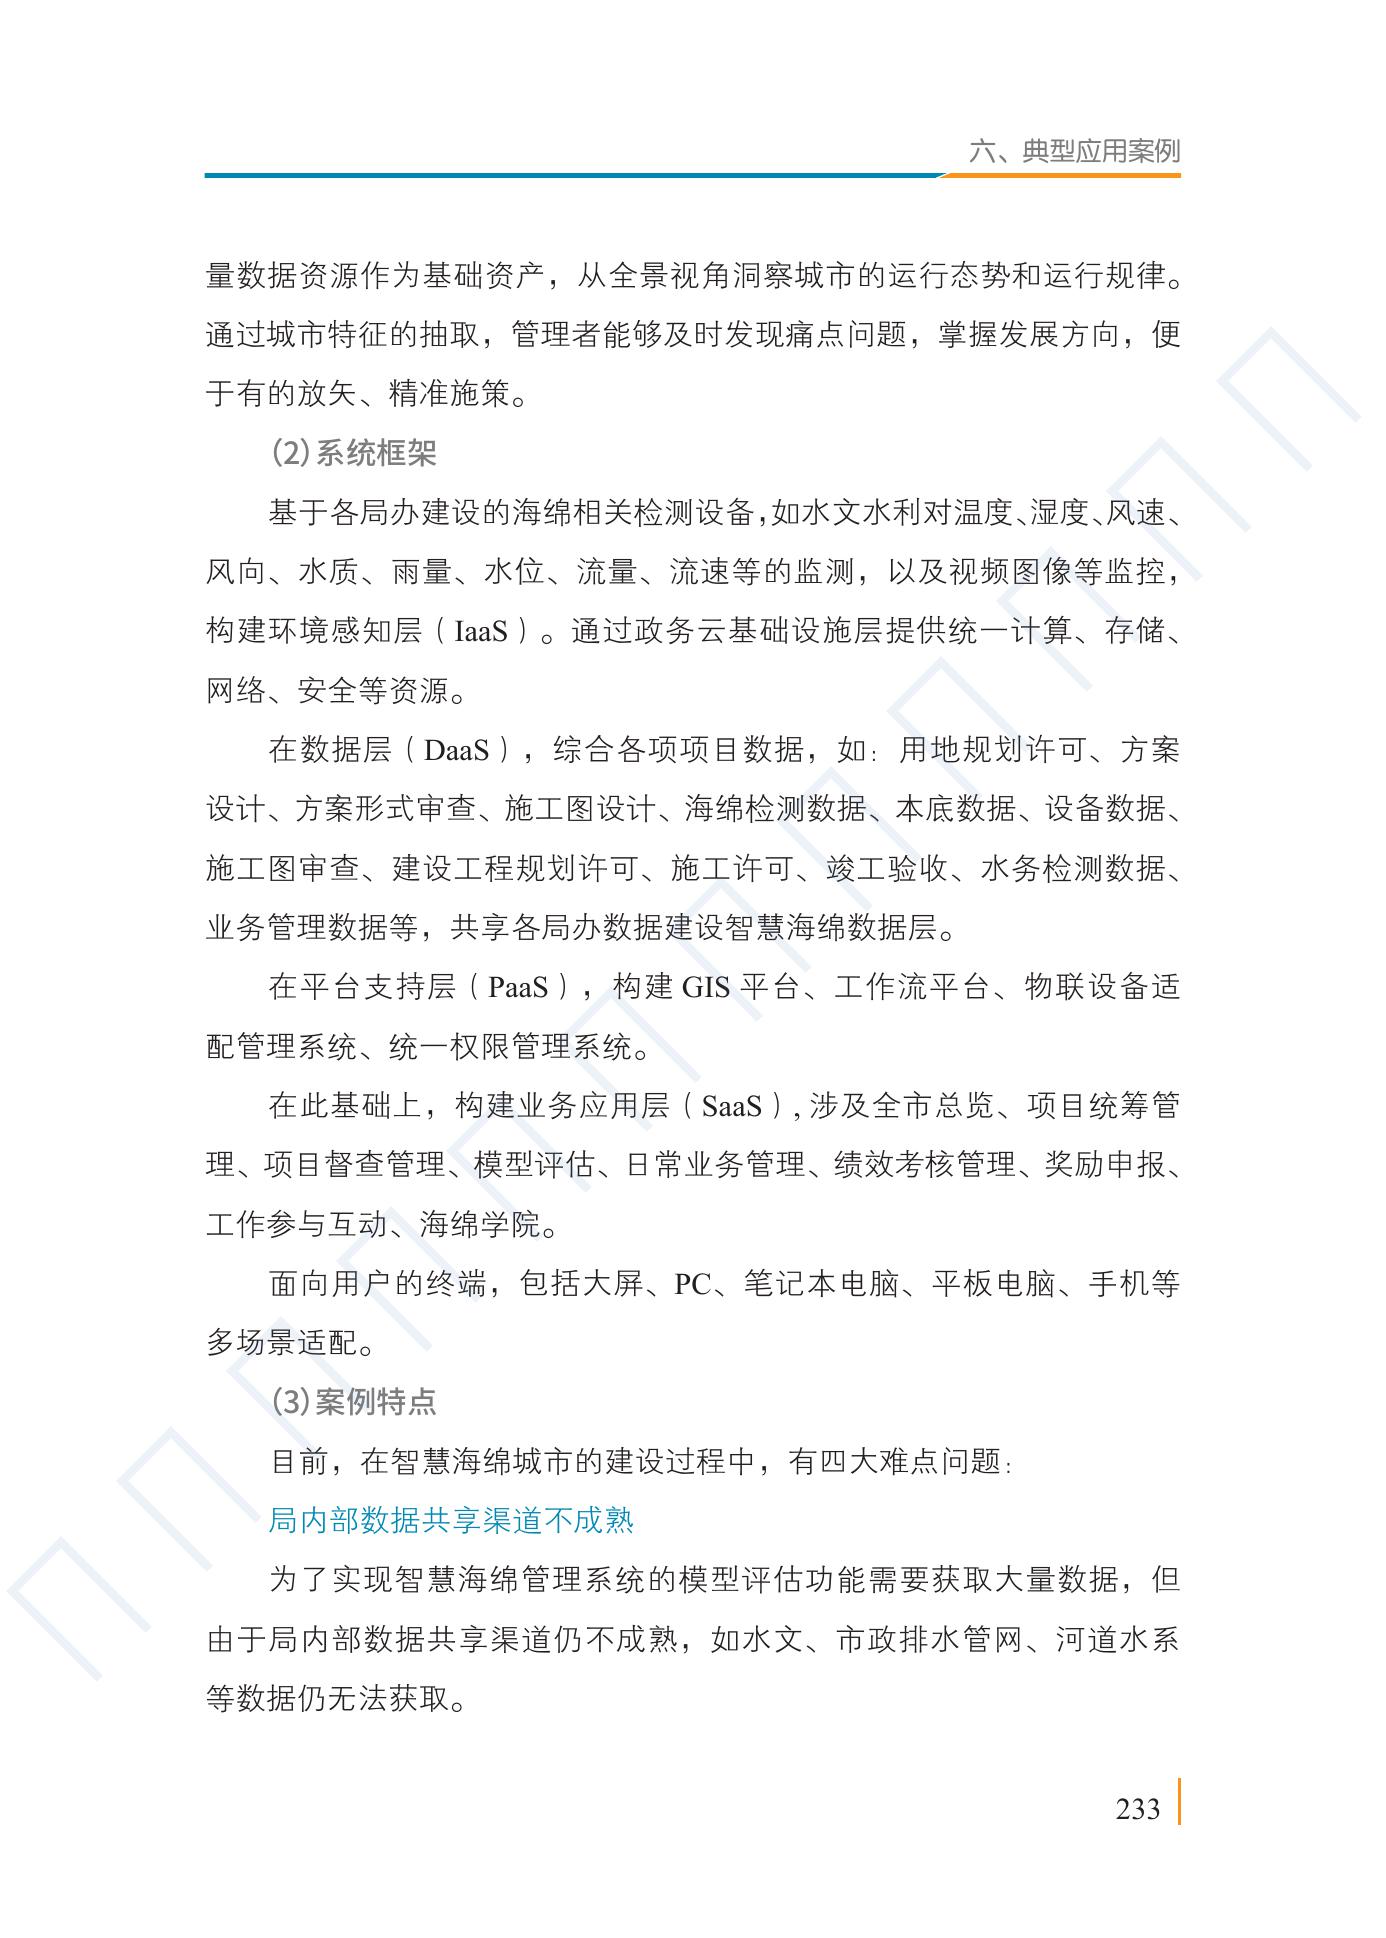 六、典型应用案例
量数据资源作为基础资产，从全景视角洞察城市的运行态势和运行规律。
通过城市特征的抽取，管理者能够及时发现痛点问题，掌握发展方向，便
于有的放矢、精准施策。
（2）系统框架
基于各局办建设的海绵相关检测设备，如水文水利对温度、湿度、风速、
风向、水质、雨量、水位、流量、流速等的监测，以及视频图像等监控，
构建环境感知层（IaaS）。通过政务云基础设施层提供统一计算、存储、
网络、安全等资源。
在数据层（DaaS），综合各项项目数据，如：用地规划许可、方案
设计、方案形式审查、施工图设计、海绵检测数据、本底数据、设备数据、
施工图审查、建设工程规划许可、施工许可、竣工验收、水务检测数据、
业务管理数据等，共享各局办数据建设智慧海绵数据层。
在平台支持层（PaaS），构建 GIS 平台、工作流平台、物联设备适
配管理系统、统一权限管理系统。
在此基础上，构建业务应用层（SaaS）, 涉及全市总览、项目统筹管
理、项目督查管理、模型评估、日常业务管理、绩效考核管理、奖励申报、
工作参与互动、海绵学院。
面向用户的终端，包括大屏、PC、笔记本电脑、平板电脑、手机等
多场景适配。
（3）案例特点
目前，在智慧海绵城市的建设过程中，有四大难点问题：
局内部数据共享渠道不成熟
为了实现智慧海绵管理系统的模型评估功能需要获取大量数据，但
由于局内部数据共享渠道仍不成熟，如水文、市政排水管网、河道水系
等数据仍无法获取。
233